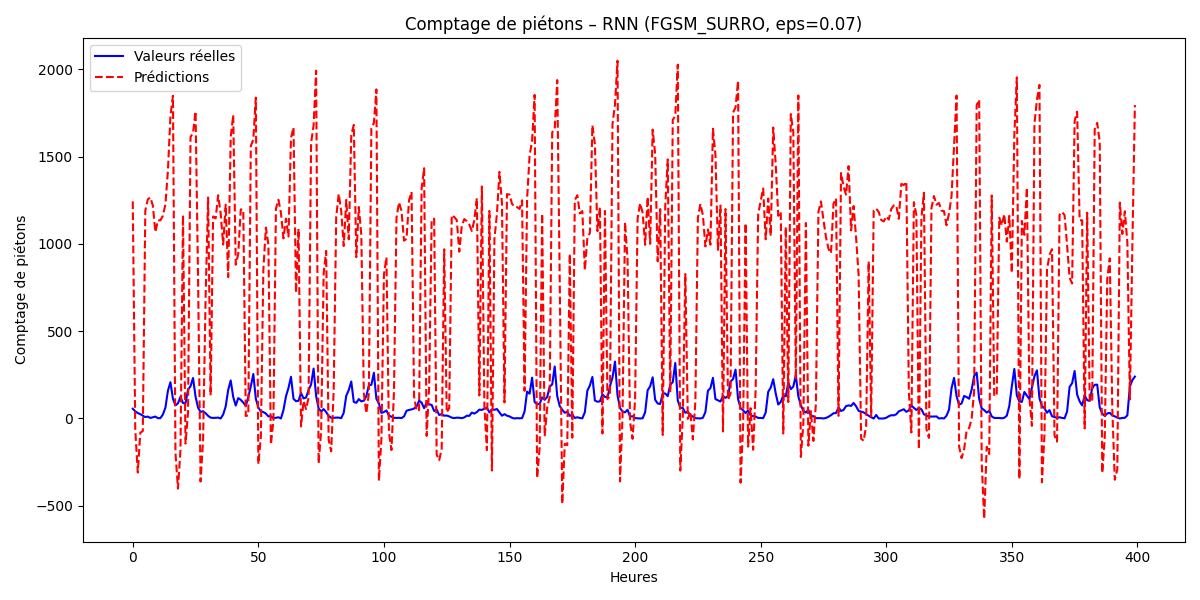 Comptage de piétons – RNN (FGSM_SURRO, eps=0.07)
Valeurs réelles
Prédictions
Comptage de piétons
2000
1500
1000
500
0
−500
0 50 100 150 200 250 300 350 400
Heures